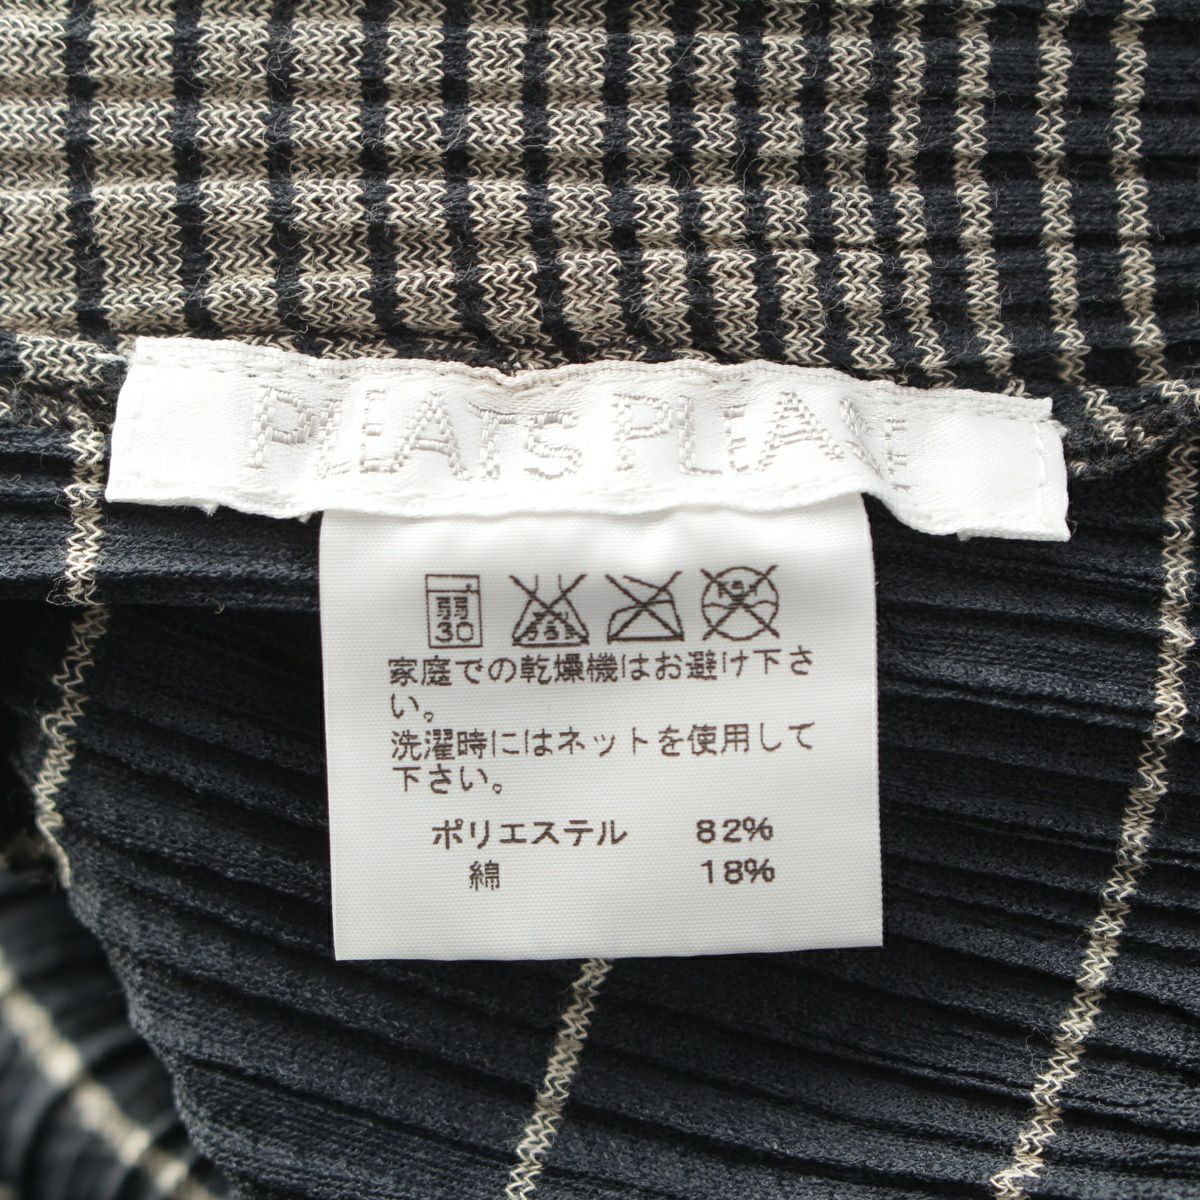 PLEATS PLEASE
弱
30
家庭での乾燥機はお避け下さ
い。
洗濯時にはネットを使用して
下さい。
ポリエステル 82%
綿 18%